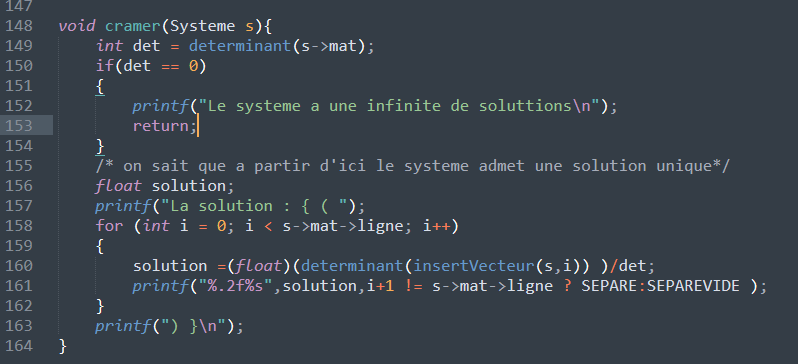 147
148 void cramer(Systeme s){
149 int det = determinant(s->mat);
150 if(det == 0)
151 {
152 printf("Le systeme a une infinite de soluttions\n");
153 return;
154 }
155 /* on sait que a partir d'ici le systeme admet une solution unique*/
156 float solution;
157 printf("La solution : { ( ");
158 for (int i = 0; i < s->mat->ligne; i++)
159 {
160 solution =(float)(determinant(insertVecteur(s,i)) )/det;
161 printf("%.2f%s",solution,i+1 != s->mat->ligne ? SEPARE:SEPAREVIDE );
162 }
163 printf(") }\n");
164 }